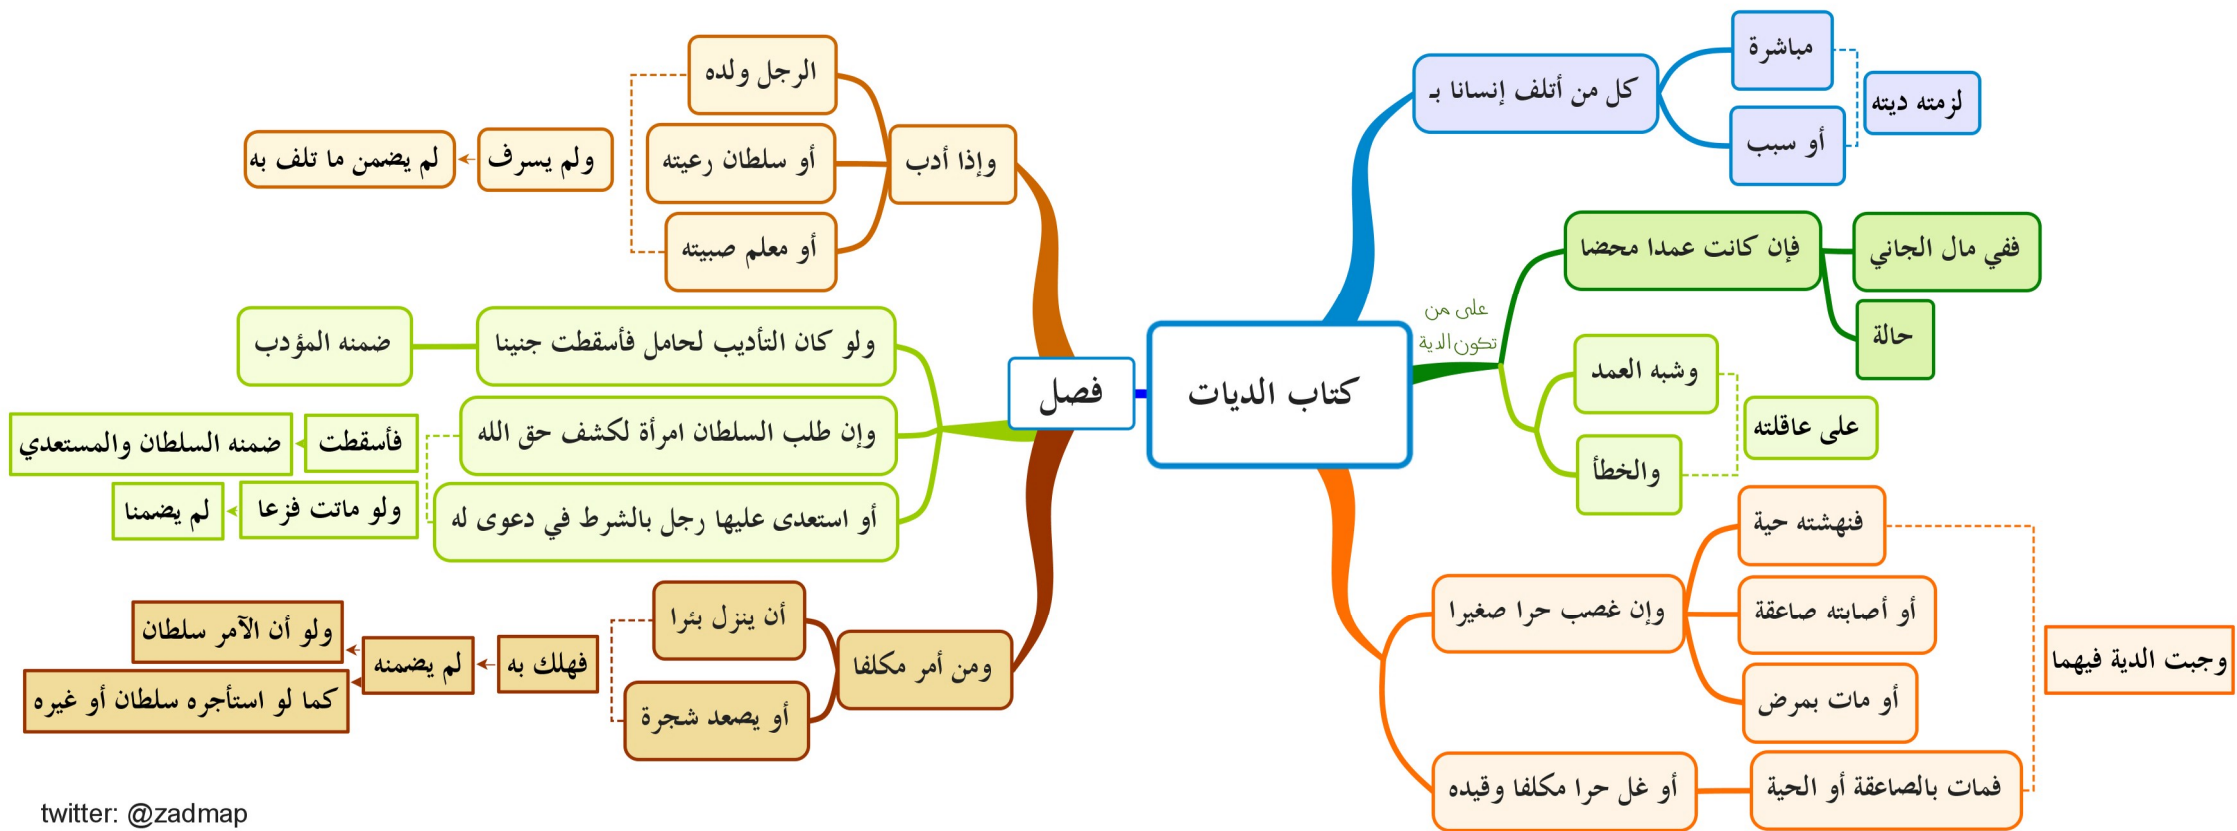 كتاب الديات
كل من أتلف إنسانا بـ
مباشرة
أو سبب
لزمته ديته
على من
تكون الدية
فإن كانت عمدا محضا
ففي مال الجاني
حالة
وشبه العمد
والخطأ
على عاقلته
وإن غصب حرا صغيرا
فنهشته حية
أو أصابته صاعقة
أو مات بمرض
أو غل حرا مكلفا وقيده
فمات بالصاعقة أو الحية
وجبت الدية فيهما
فصل
وإذا أدب
الرجل ولده
أو سلطان رعيته
أو معلم صبيته
ولم يسرف
لم يضمن ما تلف به
ولو كان التأديب لحامل فأسقطت جنينا
ضمنه المؤدب
وإن طلب السلطان امرأة لكشف حق الله
أو استعدى عليها رجل بالشرط في دعوى له
فأسقطت
ضمنه السلطان والمستعدي
ولو ماتت فزعا
لم يضمنا
ومن أمر مكلفا
أن ينزل بئرا
أو يصعد شجرة
فهلك به
لم يضمنه
ولو أن الآمر سلطان
كما لو استأجره سلطان أو غيره
twitter: @zadmap